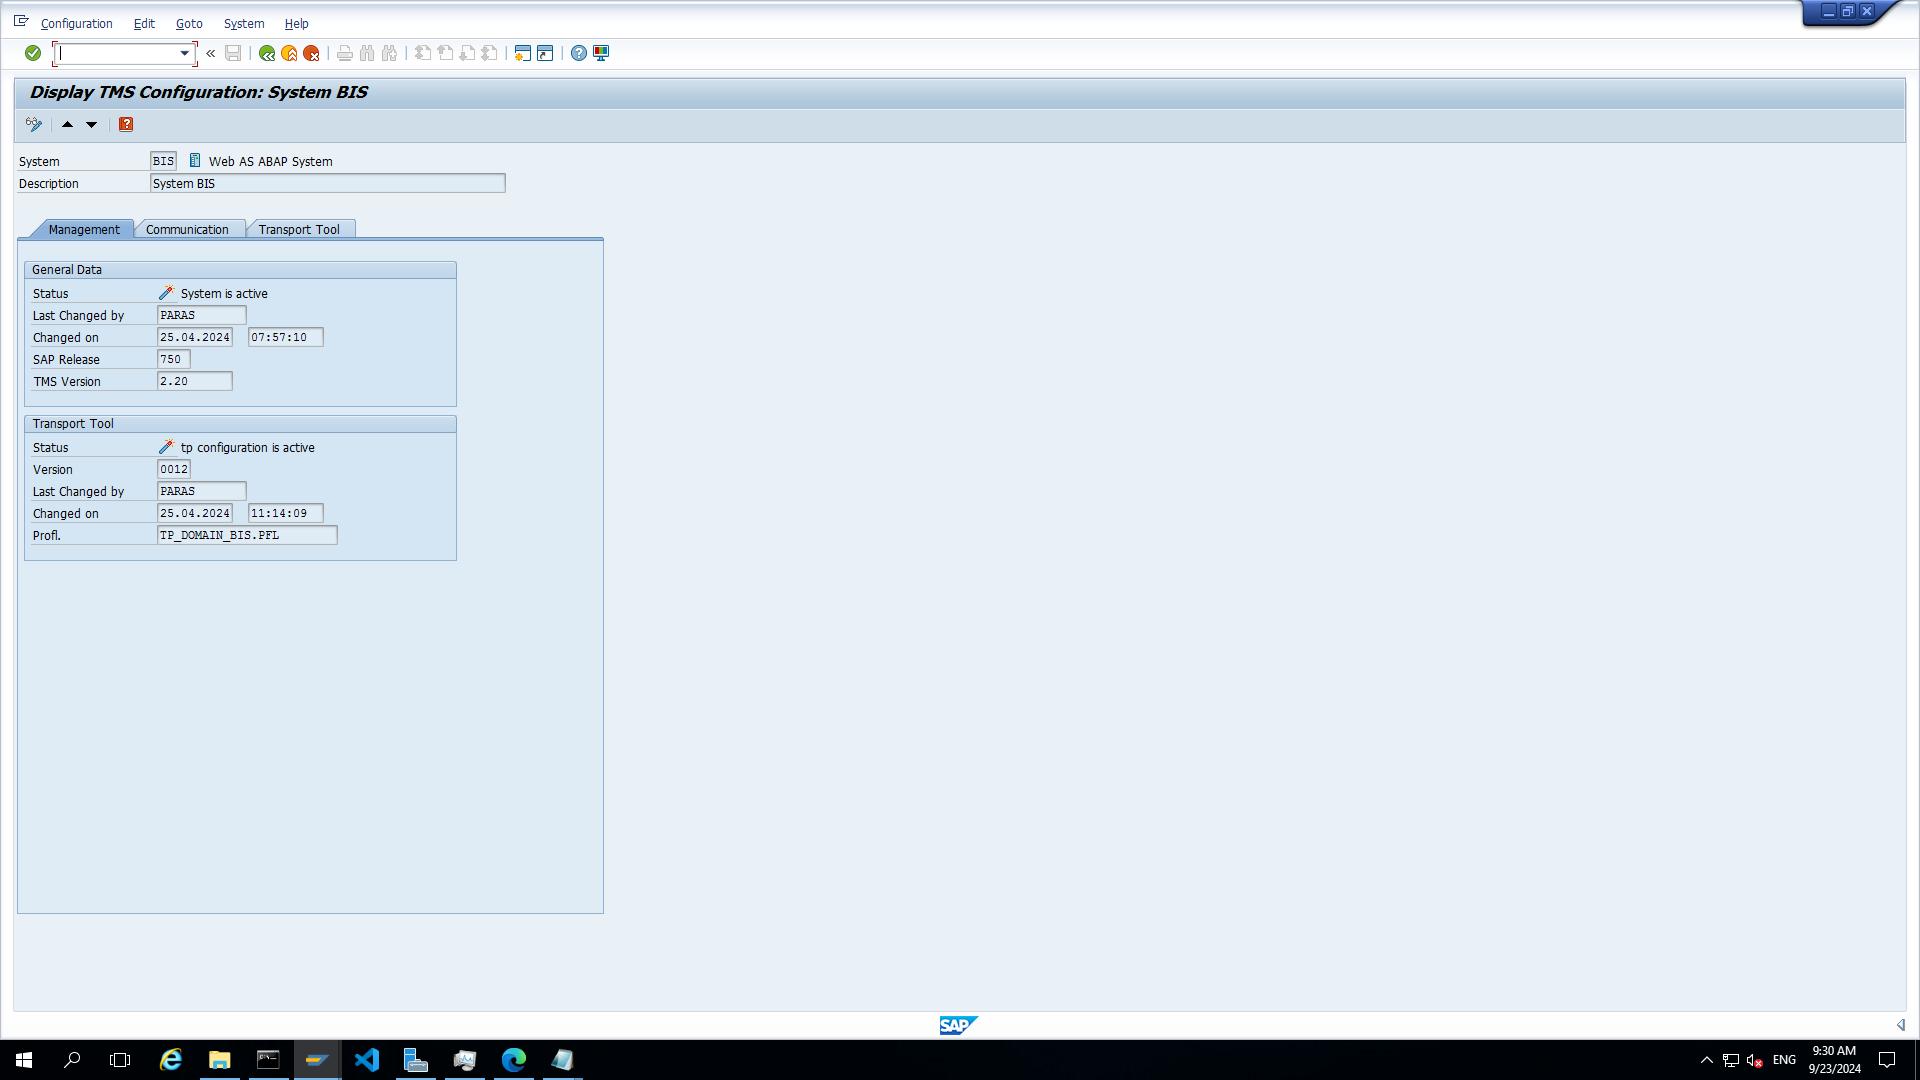 Configuration Edit Goto System Help
Display TMS Configuration: System BIS
System BIS Web AS ABAP System
Description System BIS
Management Communication Transport Tool
General Data
Status System is active
Last Changed by PARAS
Changed on 25.04.2024 07:57:10
SAP Release 750
TMS Version 2.20
Transport Tool
Status tp configuration is active
Version 0012
Last Changed by PARAS
Changed on 25.04.2024 11:14:09
Profl. TP_DOMAIN_BIS.PFL
SAP
ENG
9:30 AM
9/23/2024